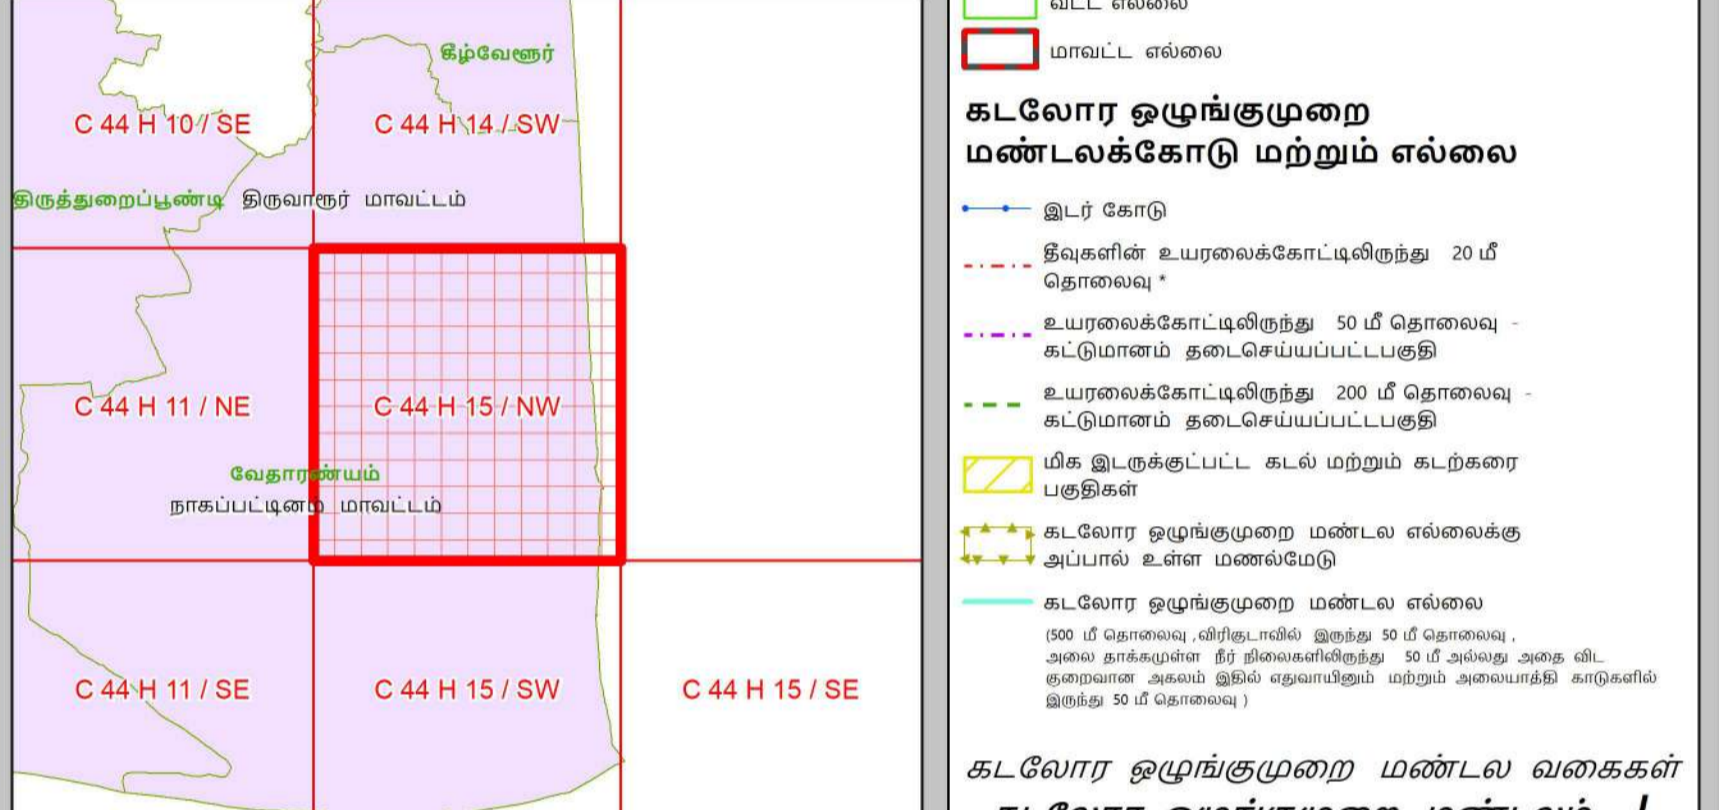 கீழ்வேளூர்
C 44 H 10 / SE
C 44 H 14 / SW
திருத்துறைப்பூண்டி
திருவாரூர் மாவட்டம்
C 44 H 11 / NE
C 44 H 15 / NW
வேதாரண்யம்
நாகப்பட்டினம் மாவட்டம்
C 44 H 11 / SE
C 44 H 15 / SW
C 44 H 15 / SE
வட்ட எல்லை
மாவட்ட எல்லை
கடலோர ஒழுங்குமுறை
மண்டலக்கோடு மற்றும் எல்லை
இடர் கோடு
தீவுகளின் உயரலைக்கோட்டிலிருந்து 20 மீ
தொலைவு *
உயரலைக்கோட்டிலிருந்து 50 மீ தொலைவு -
கட்டுமானம் தடைசெய்யப்பட்டபகுதி
உயரலைக்கோட்டிலிருந்து 200 மீ தொலைவு -
கட்டுமானம் தடைசெய்யப்பட்டபகுதி
மிக இடருக்குட்பட்ட கடல் மற்றும் கடற்கரை
பகுதிகள்
கடலோர ஒழுங்குமுறை மண்டல எல்லைக்கு
அப்பால் உள்ள மணல்மேடு
கடலோர ஒழுங்குமுறை மண்டல எல்லை
(500 மீ தொலைவு ,விரிகுடாவில் இருந்து 50 மீ தொலைவு ,
அலை தாக்கமுள்ள நீர் நிலைகளிலிருந்து 50 மீ அல்லது அதை விட
குறைவான அகலம் இதில் எதுவாயினும் மற்றும் அலையாத்தி காடுகளில்
இருந்து 50 மீ தொலைவு )
கடலோர ஒழுங்குமுறை மண்டல வகைகள்